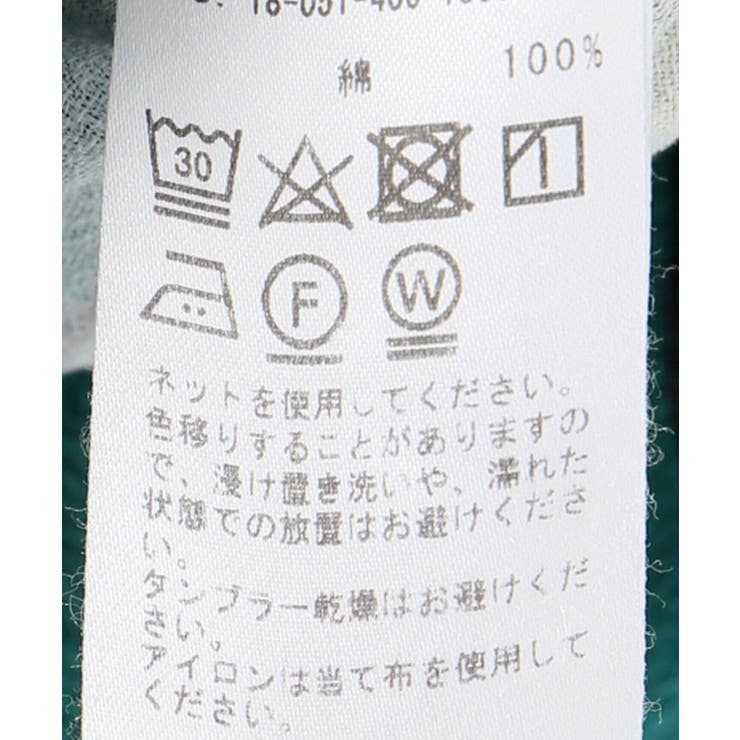 18-051-400
綿 100%
30
F W
ネットを使用してください。
色移りすることがありますの
で、浸け置き洗いや、濡れた
状態での放置はお避けくださ
い。
タンブラー乾燥はお避けくだ
さい。
アイロンは当て布を使用して
ください。